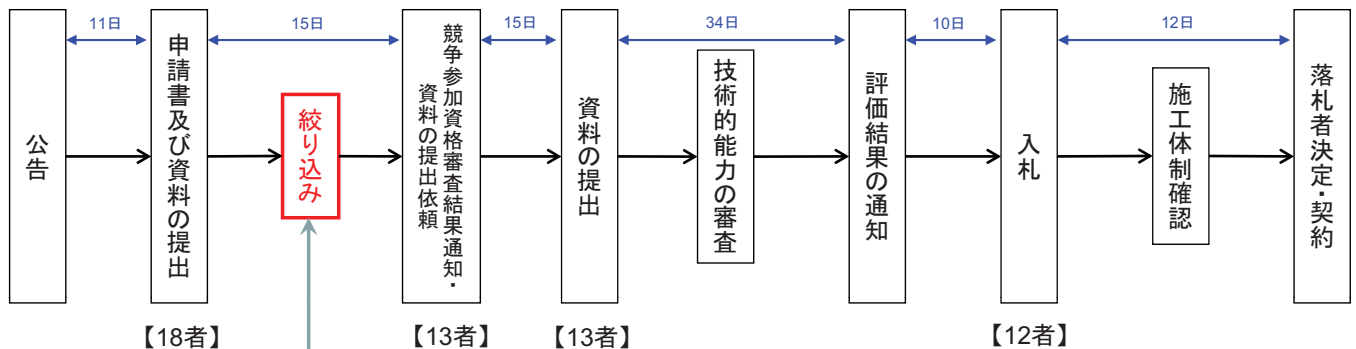 11日
15日
15日
34日
10日
12日
公告
申請書及び資料の提出
絞り込み
競争参加資格審査結果通知・
資料の提出依頼
資料の提出
技術的能力の審査
評価結果の通知
入札
施工体制確認
落札者決定・契約
【18者】
【13者】
【13者】
【12者】